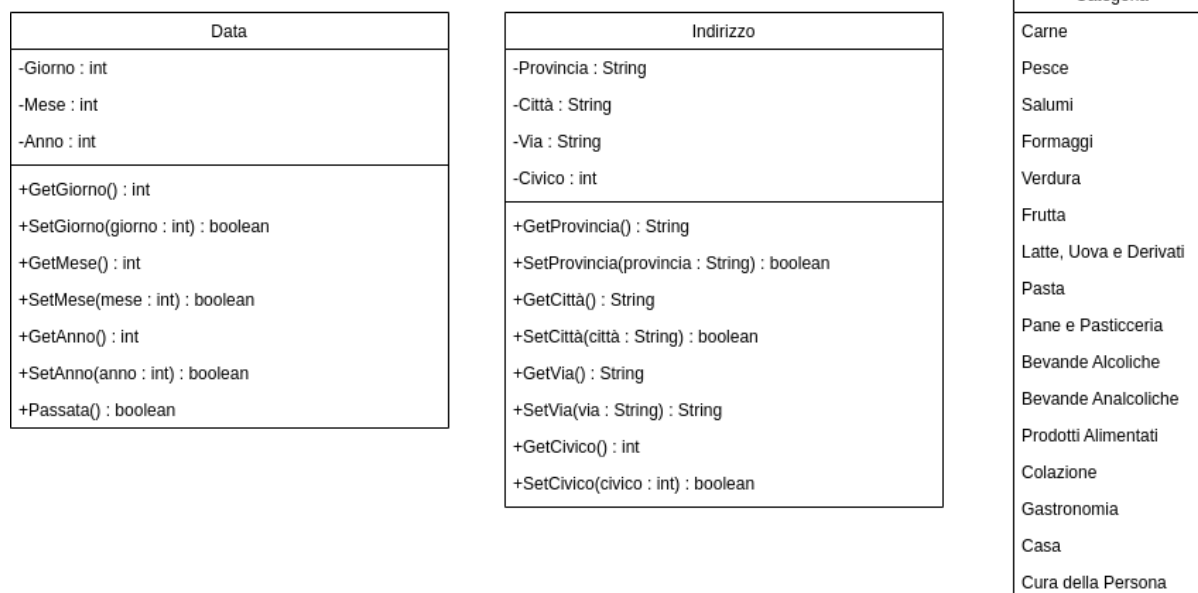 Data
-Giorno : int
-Mese : int
-Anno : int
+GetGiorno() : int
+SetGiorno(giorno : int) : boolean
+GetMese() : int
+SetMese(mese : int) : boolean
+GetAnno() : int
+SetAnno(anno : int) : boolean
+Passata() : boolean
Indirizzo
-Provincia : String
-Città : String
-Via : String
-Civico : int
+GetProvincia() : String
+SetProvincia(provincia : String) : boolean
+GetCittà() : String
+SetCittà(città : String) : boolean
+GetVia() : String
+SetVia(via : String) : String
+GetCivico() : int
+SetCivico(civico : int) : boolean
Carne
Pesce
Salumi
Formaggi
Verdura
Frutta
Latte, Uova e Derivati
Pasta
Pane e Pasticceria
Bevande Alcoliche
Bevande Analcoliche
Prodotti Alimentati
Colazione
Gastronomia
Casa
Cura della Persona